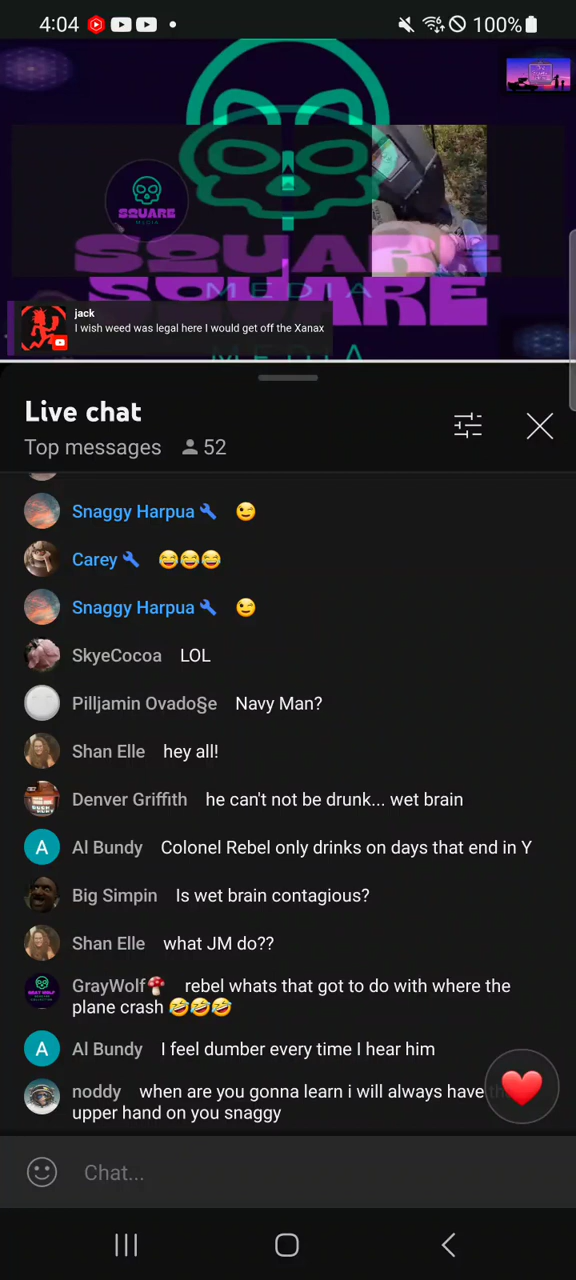 4:04
100%
SQUARE
MEDIA
SQUARE
SQUARE
MEDIA
MEDIA
jack
I wish weed was legal here I would get off the Xanax
Live chat
Top messages 52
Snaggy Harpua 😉
Carey 😂😂😂
Snaggy Harpua 😉
SkyeCocoa LOL
Pilljamin Ovado§e Navy Man?
Shan Elle hey all!
Denver Griffith he can't not be drunk... wet brain
A Al Bundy Colonel Rebel only drinks on days that end in Y
Big Simpin Is wet brain contagious?
Shan Elle what JM do??
GrayWolf🍄 rebel whats that got to do with where the
plane crash 🤣🤣🤣
A Al Bundy I feel dumber every time I hear him
noddy when are you gonna learn i will always have the
upper hand on you snaggy
Chat...